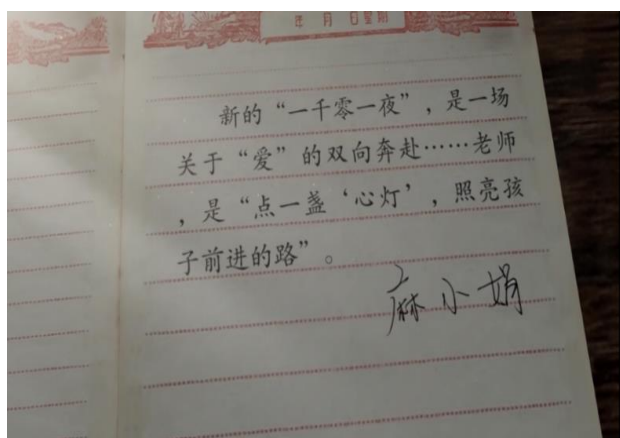 年 月 日星期
新的“一千零一夜”，是一场
关于“爱”的双向奔赴……老师
，是“点一盏‘心灯’，照亮孩
子前进的路”。
麻小娟